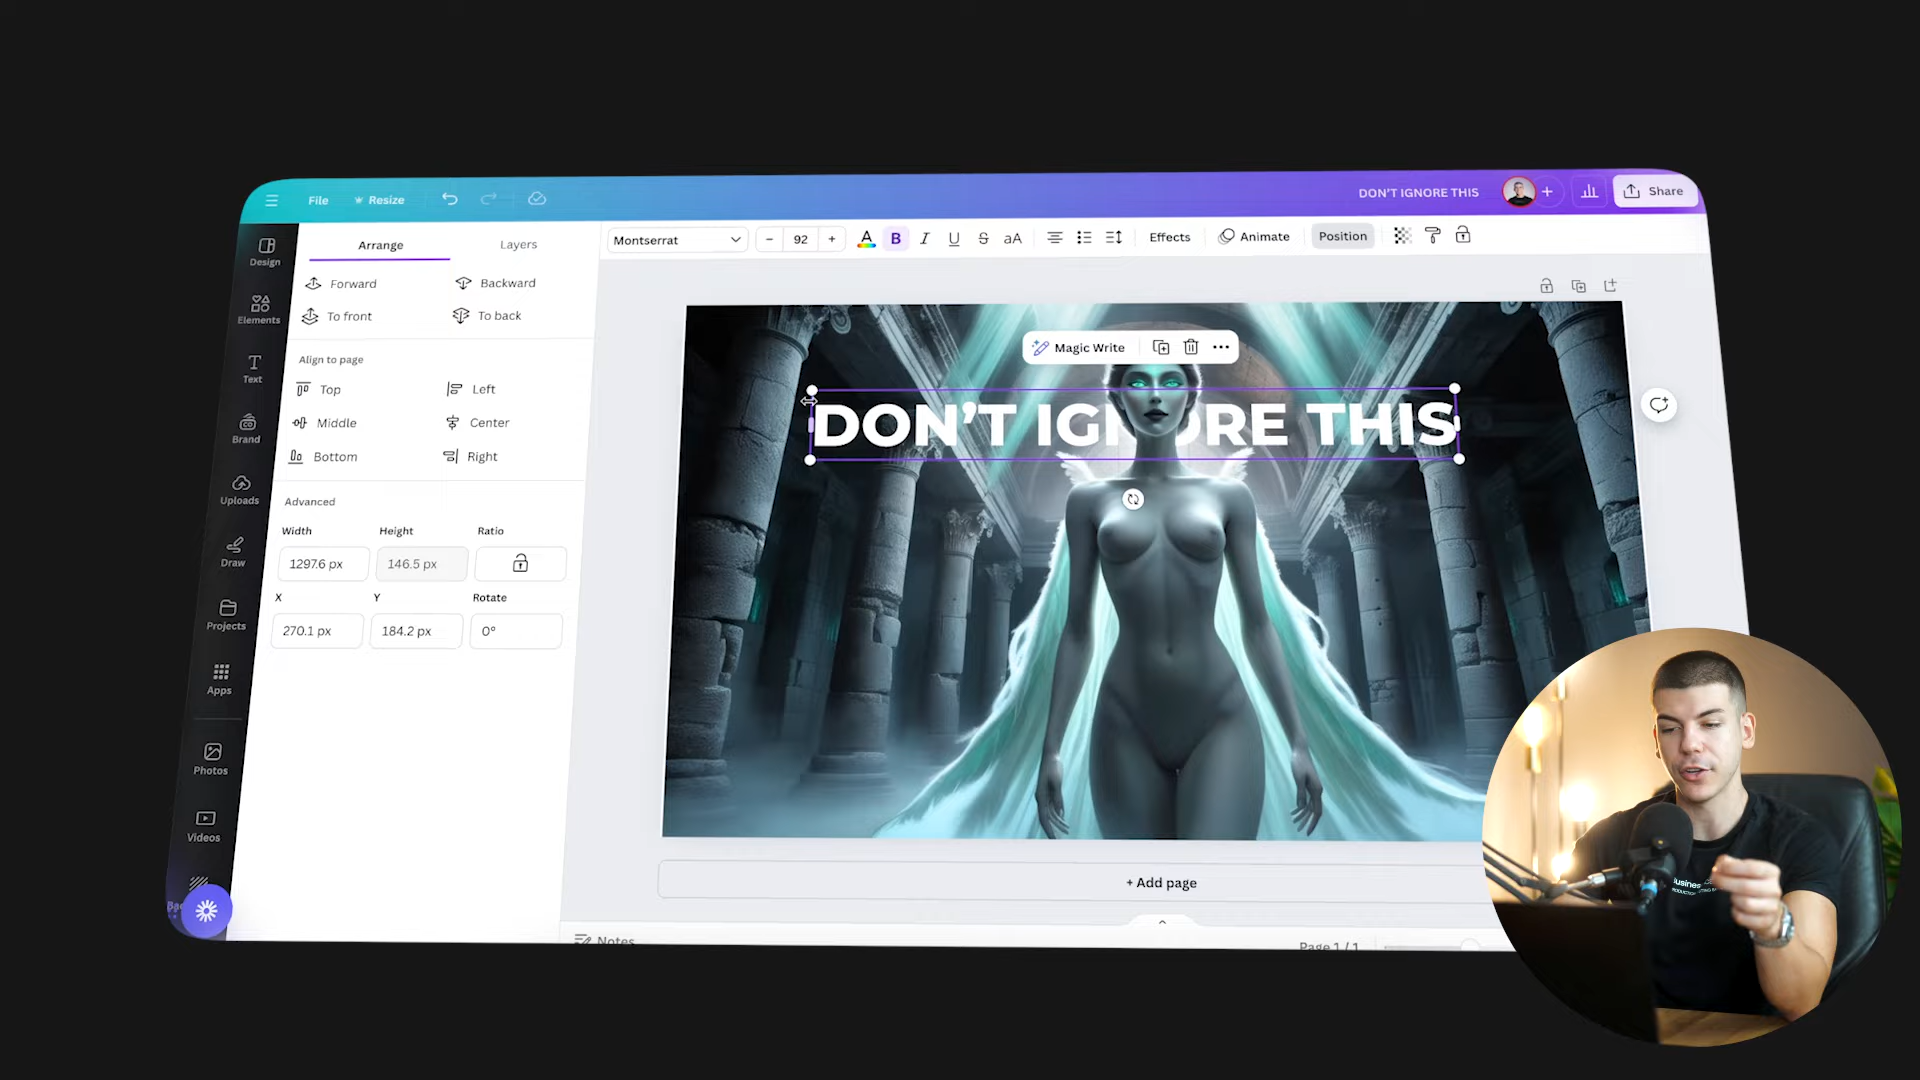 File Resize DON'T IGNORE THIS Share
Arrange Layers
Montserrat 92 A B I U S aA Effects Animate Position
Design
Elements
Text
Brand
Uploads
Draw
Projects
Apps
Photos
Videos
Forward Backward
To front To back
Align to page
Top Left
Middle Center
Bottom Right
Advanced
Width Height Ratio
1297.6 px 146.5 px
X Y Rotate
270.1 px 184.2 px 0°
Magic Write
DON’T IGNORE THIS
+ Add page
Notes Page 1 / 1